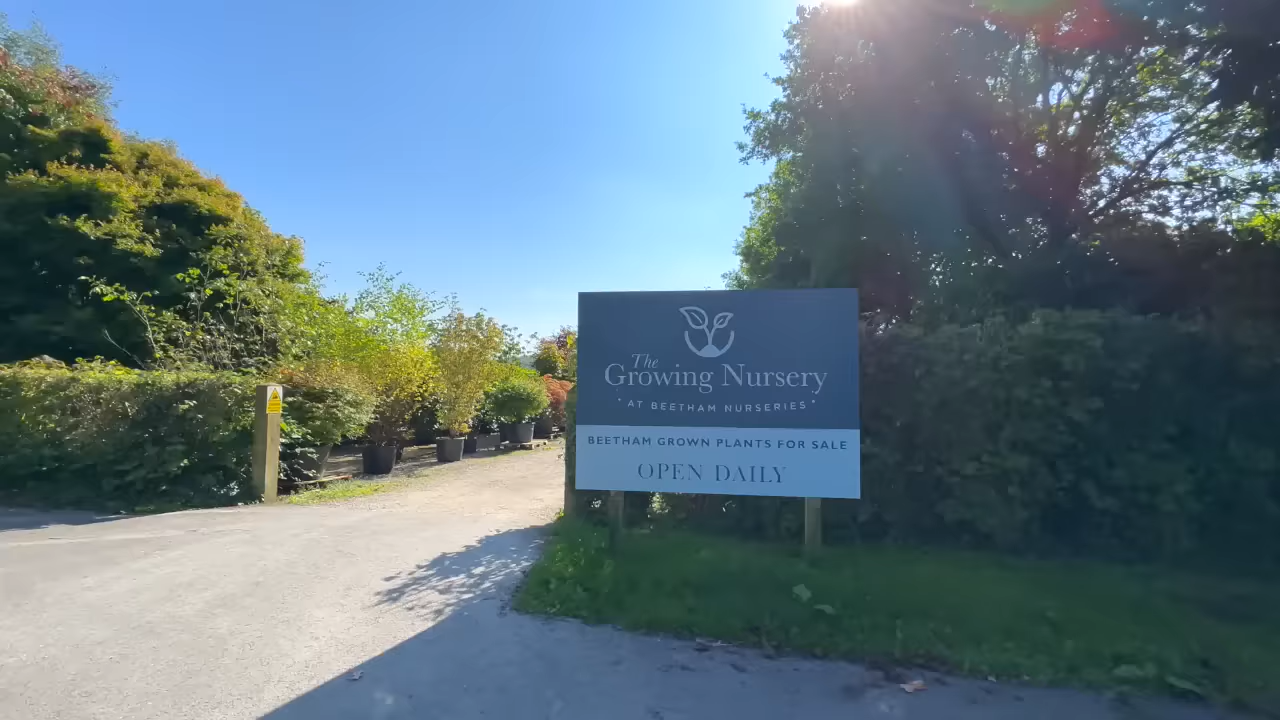 The
Growing Nursery
• AT BEETHAM NURSERIES •
BEETHAM GROWN PLANTS FOR SALE
OPEN DAILY